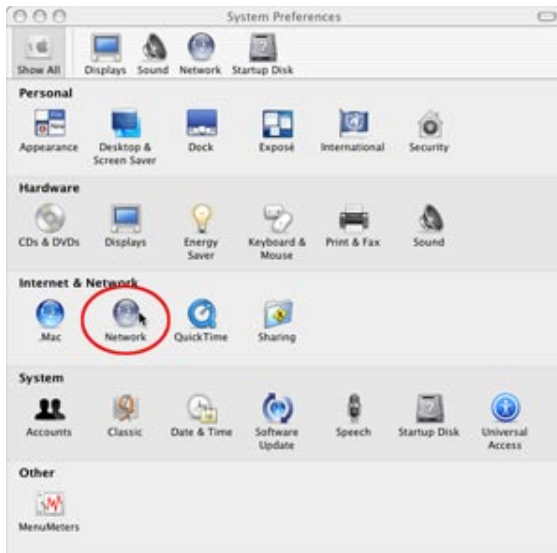 System Preferences
Show All Displays Sound Network Startup Disk
Personal
Appearance Desktop & Screen Saver Dock Exposé International Security
Hardware
CDs & DVDs Displays Energy Saver Keyboard & Mouse Print & Fax Sound
Internet & Network
.Mac Network QuickTime Sharing
System
Accounts Classic Date & Time Software Update Speech Startup Disk Universal Access
Other
MenuMeters